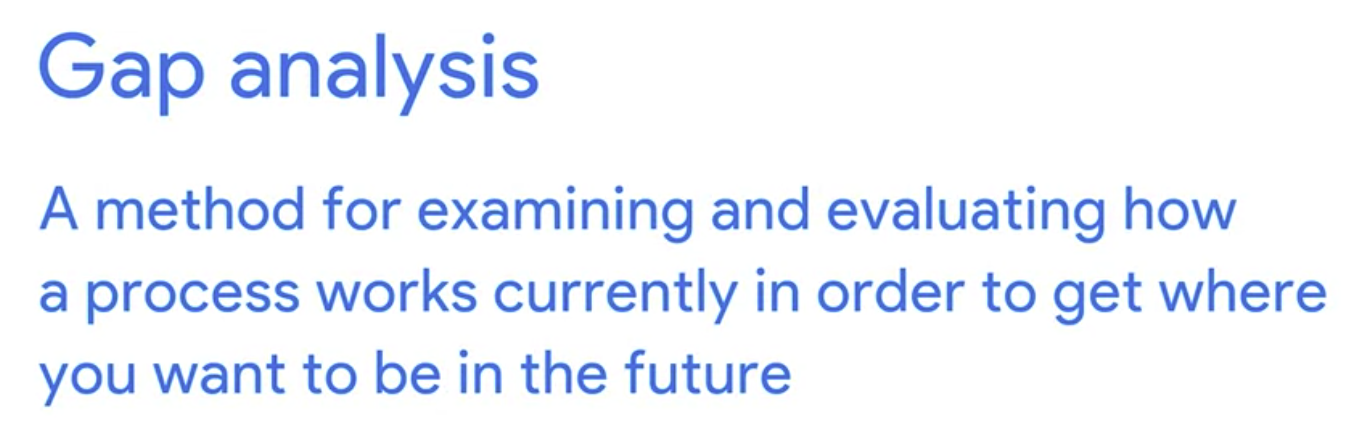 Gap analysis
A method for examining and evaluating how
a process works currently in order to get where
you want to be in the future